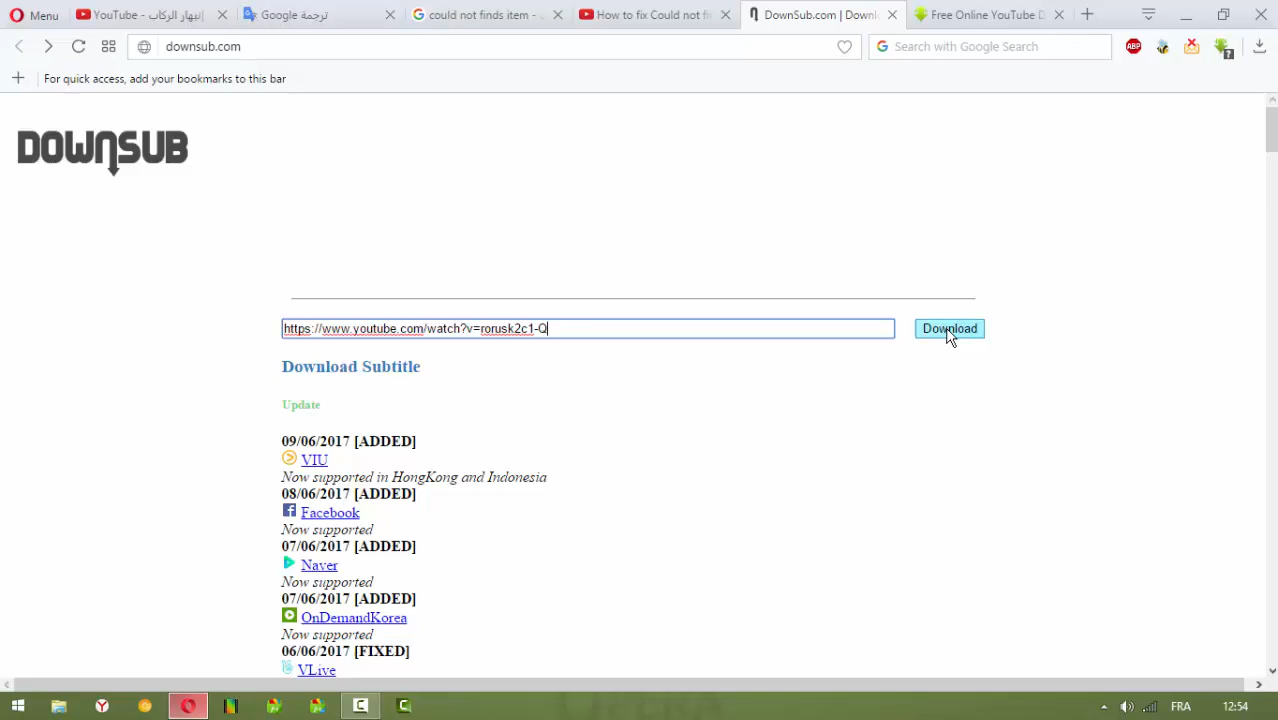 Menu
YouTube - انهيار الركاب
ترجمة Google
could not finds item -
How to fix Could not fi
DownSub.com | Downl
Free Online YouTube D
downsub.com
Search with Google Search
ABP
For quick access, add your bookmarks to this bar
DOWNSUB
https://www.youtube.com/watch?v=rorusk2c1-Q
Download
Download Subtitle
Update
09/06/2017 [ADDED]
VIU
Now supported in HongKong and Indonesia
08/06/2017 [ADDED]
Facebook
Now supported
07/06/2017 [ADDED]
Naver
Now supported
07/06/2017 [ADDED]
OnDemandKorea
Now supported
06/06/2017 [FIXED]
VLive
FRA
12:54